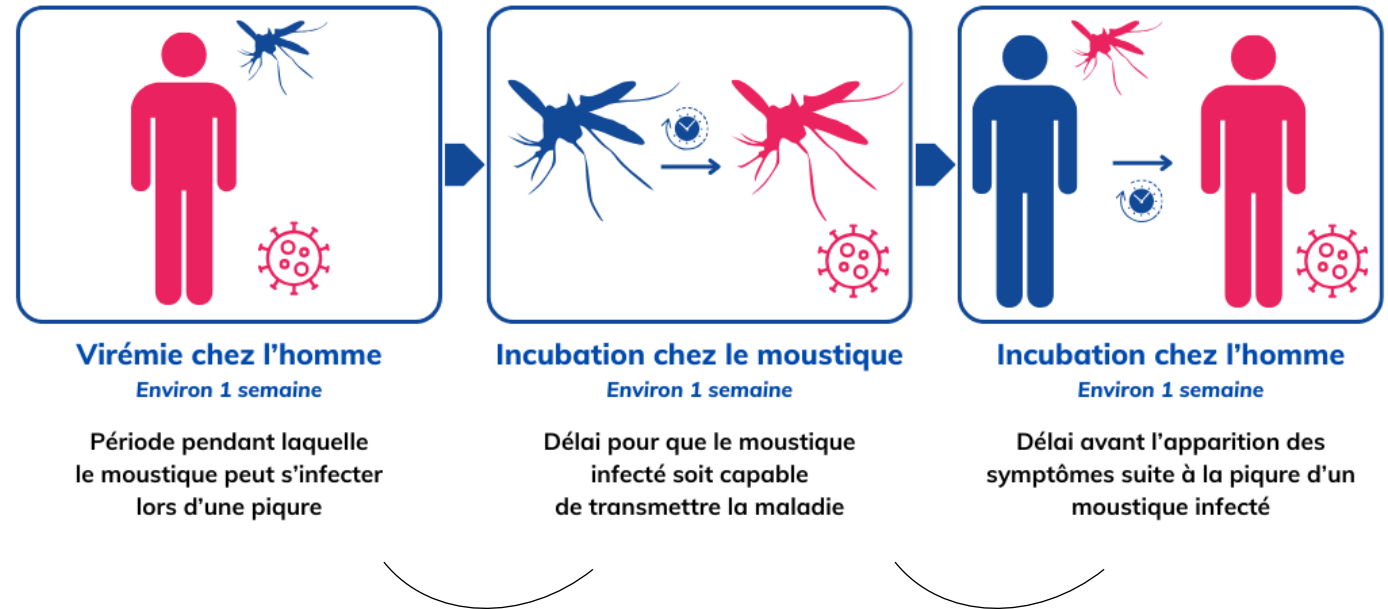 Virémie chez l’homme
Environ 1 semaine
Période pendant laquelle
le moustique peut s’infecter
lors d’une piqure
Incubation chez le moustique
Environ 1 semaine
Délai pour que le moustique
infecté soit capable
de transmettre la maladie
Incubation chez l’homme
Environ 1 semaine
Délai avant l’apparition des
symptômes suite à la piqure d’un
moustique infecté